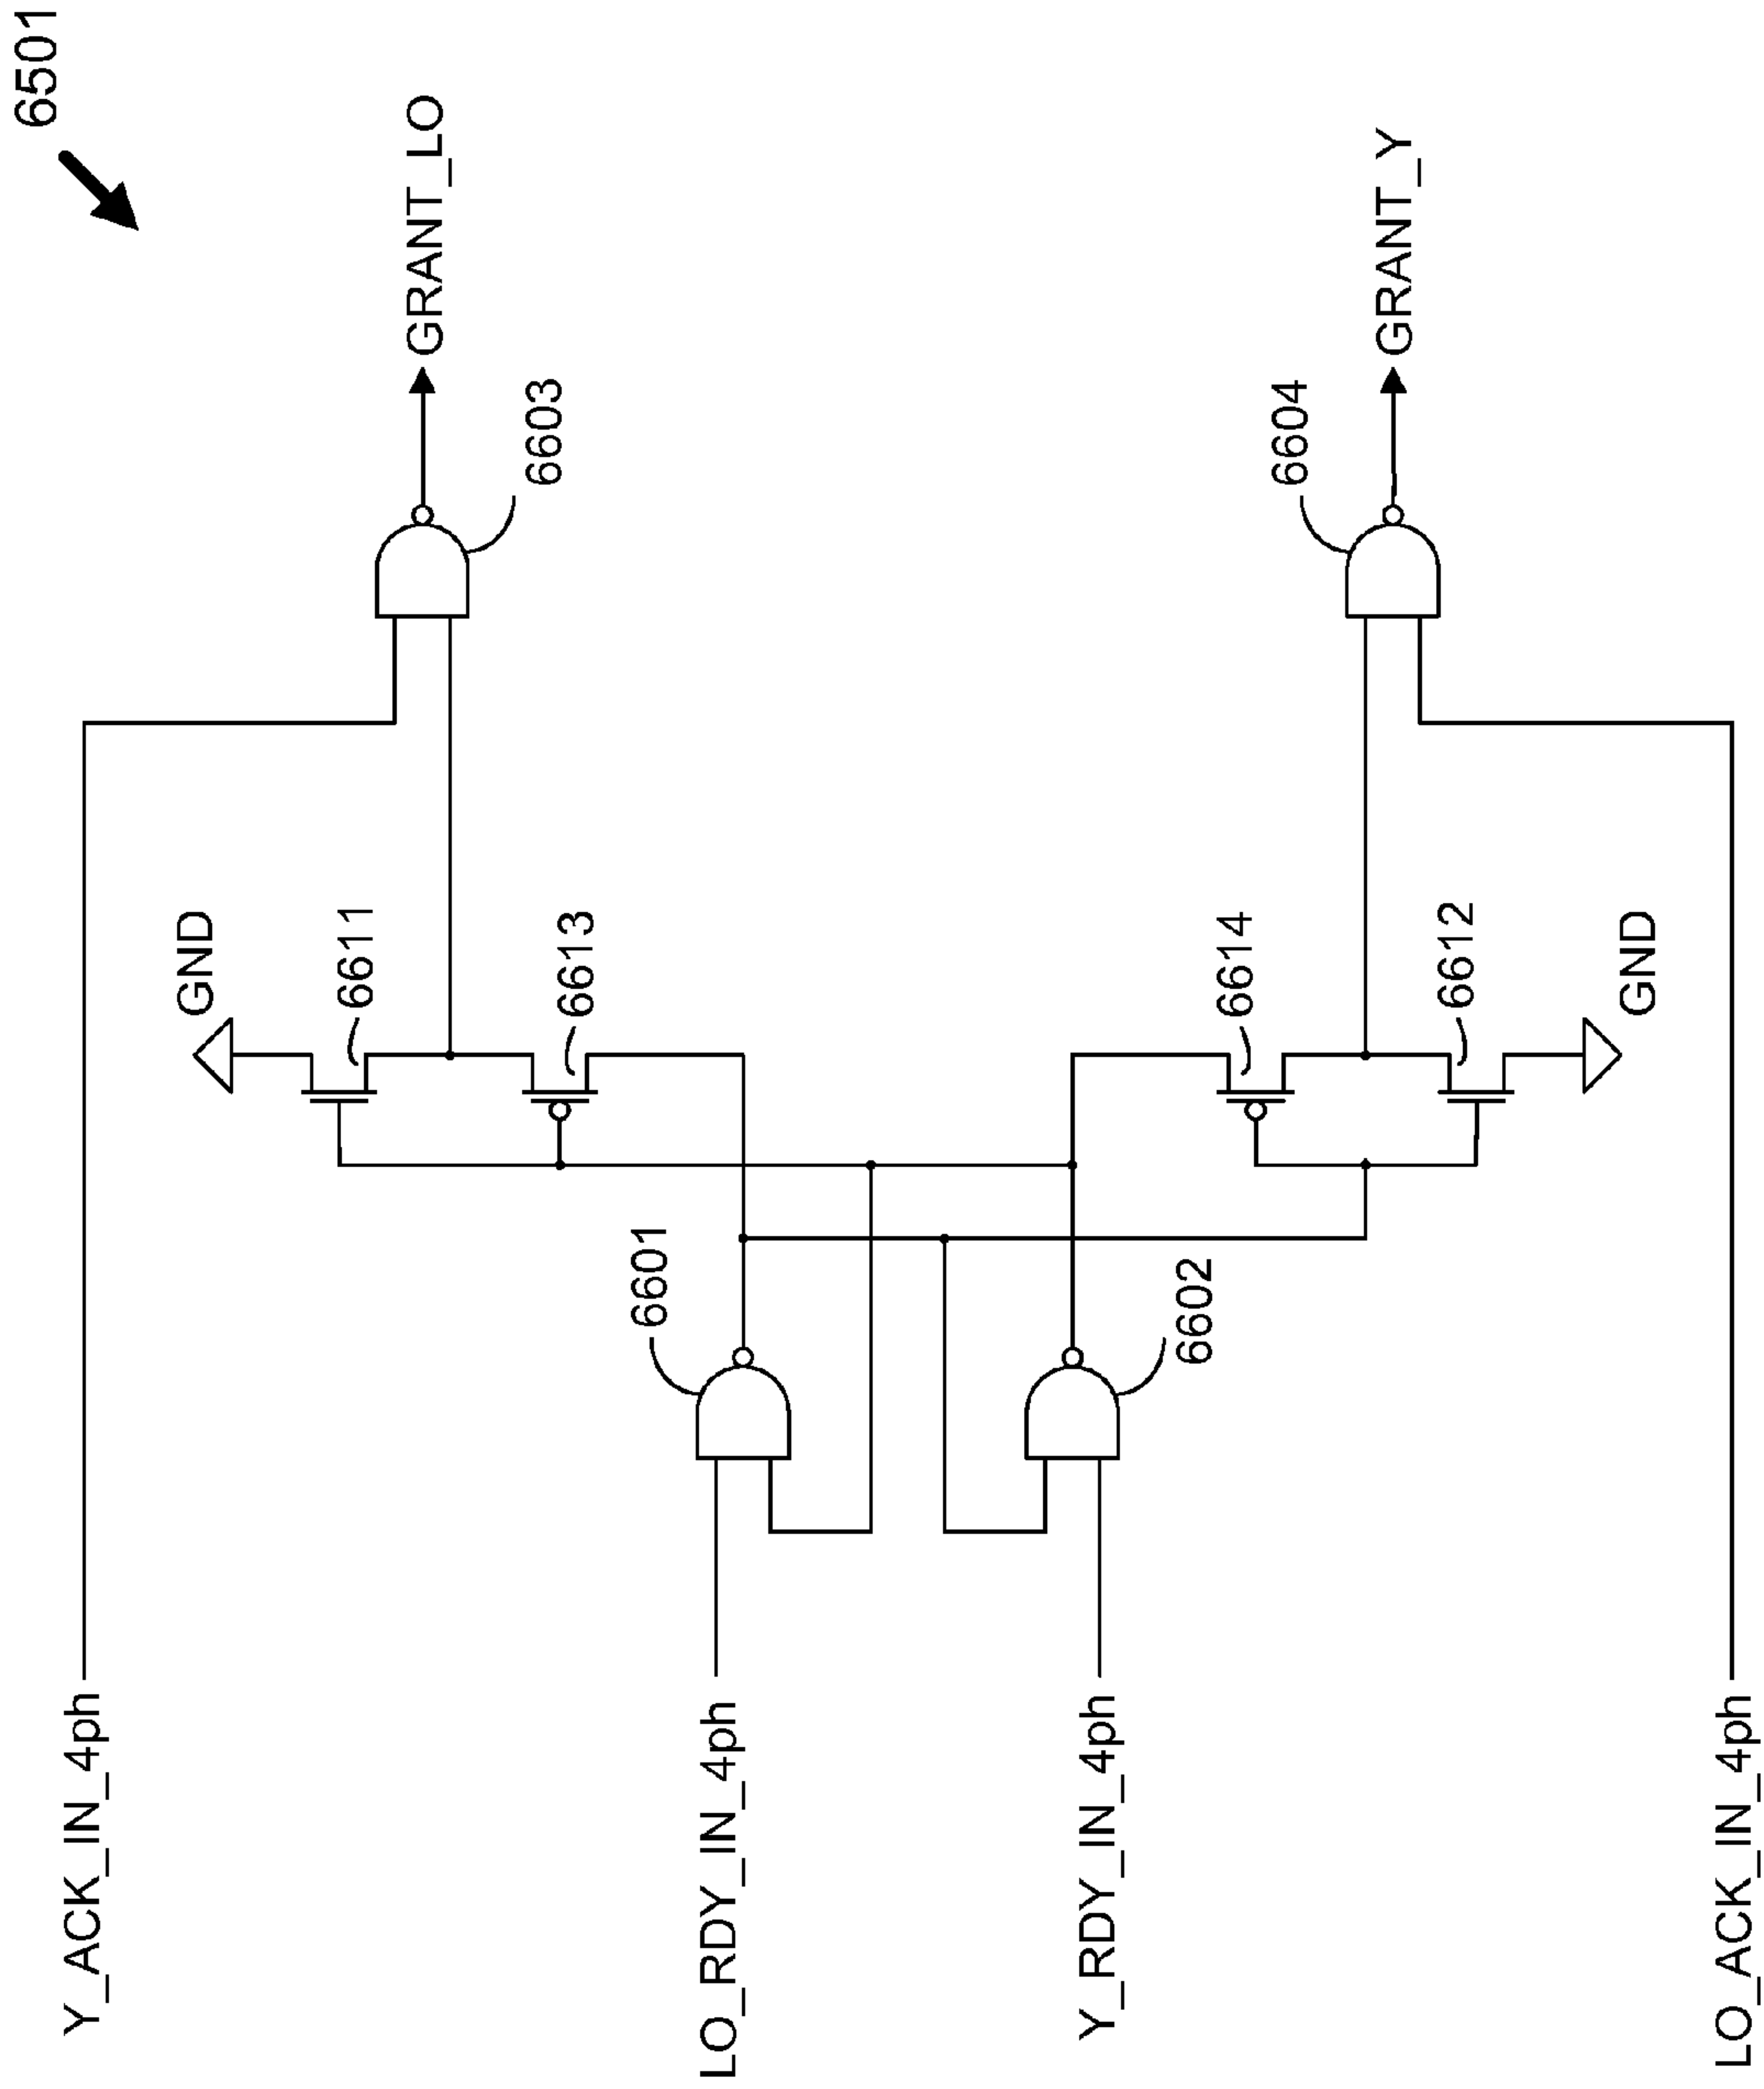 6501
Y_ACK_IN_4ph
GRANT_LO
6603
GND
6611
6613
6601
LO_RDY_IN_4ph
Y_RDY_IN_4ph
6602
6614
6612
GND
6604
GRANT_Y
LO_ACK_IN_4ph